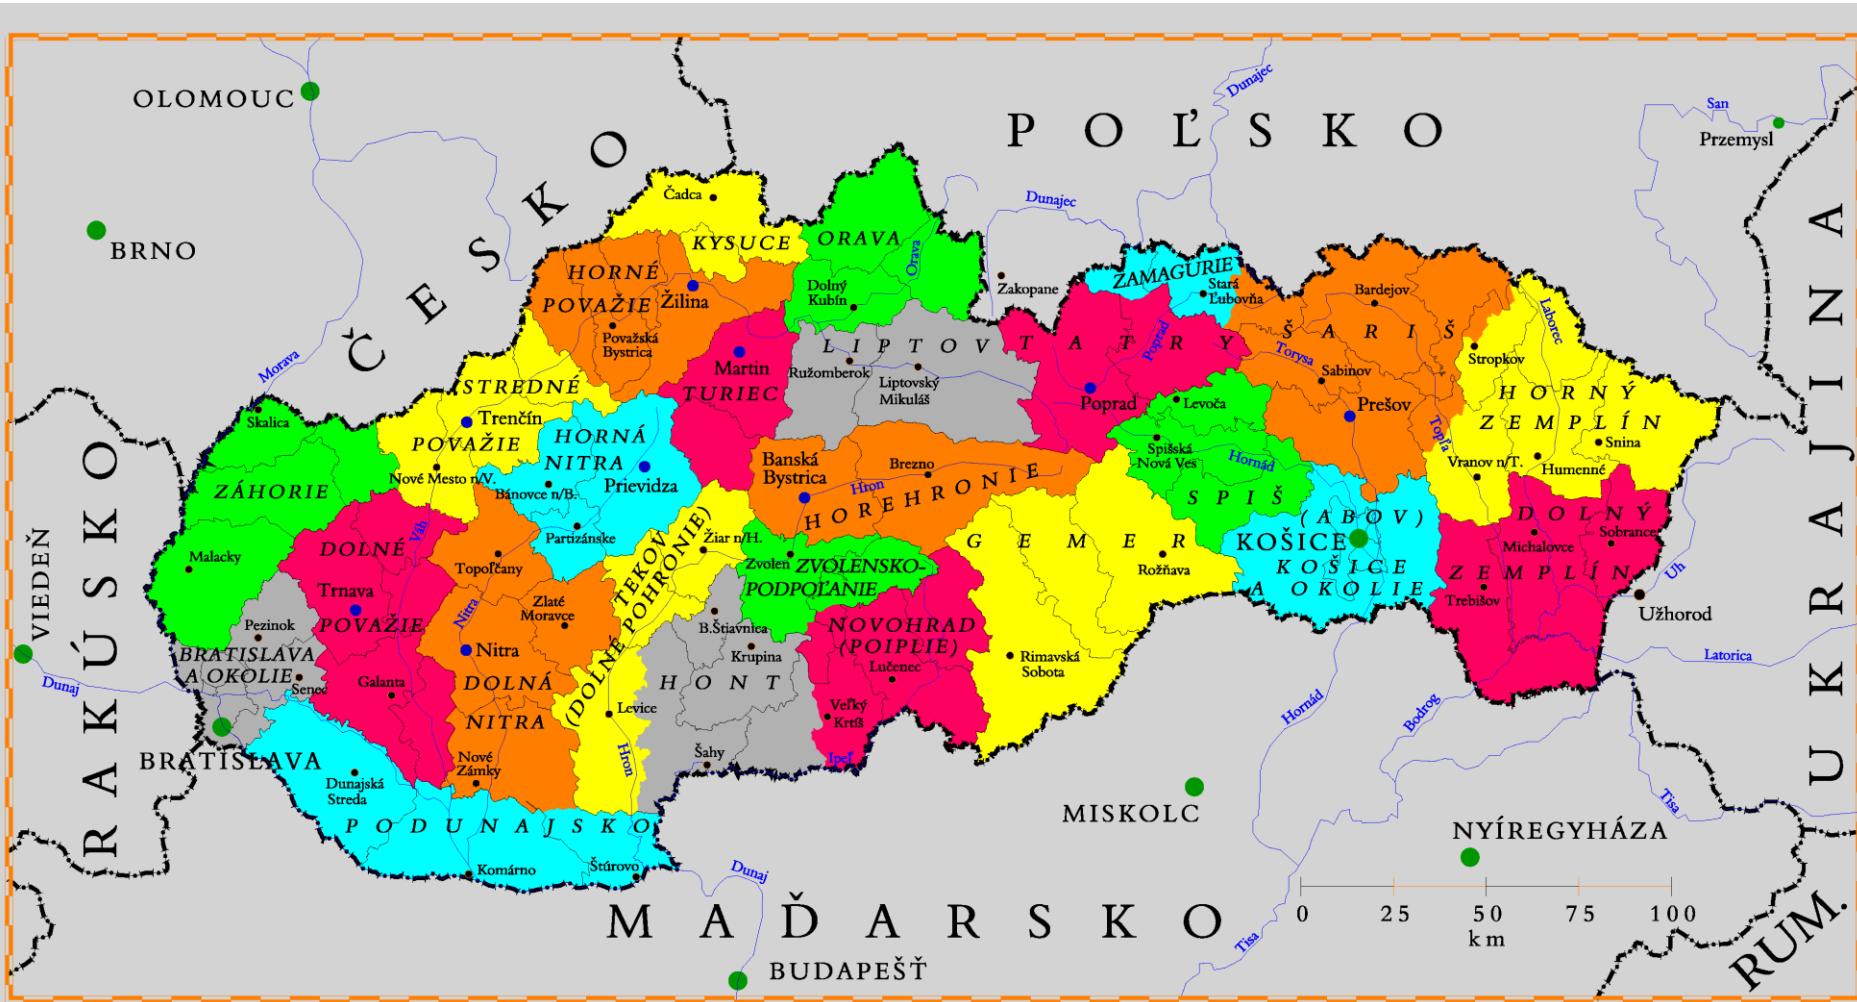 OLOMOUC
BRNO
ČESKO
POĽSKO
Dunajec
San
Przemysl
Dunajec
Čadca
KYSUCE
ORAVA
Orava
HORNÉ
POVAŽIE
Žilina
Považská
Bystrica
Dolný
Kubín
Zakopane
ZAMAGURIE
Stará
Ľubovňa
Bardejov
ŠARIŠ
Laborec
Stropkov
Morava
Martin
TURIEC
LIPTOV
Ružomberok
Liptovský
Mikuláš
TATRY
Poprad
Poprad
Torysa
Sabinov
Prešov
Topľa
HORNÝ
ZEMPLÍN
Snina
Humenné
Vranov n/T.
STREDNÉ
Trenčín
POVAŽIE
Nové Mesto n/V.
Skalica
ZÁHORIE
Malacky
HORNÁ
NITRA
Prievidza
Bánovce n/B.
Partizánske
Banská
Bystrica
Brezno
Hron
HOREHRONIE
Levoča
Spišská
Nová Ves
Hornád
SPIŠ
(ABOV)
KOŠICE
KOŠICE
A OKOLIE
DOLNÝ
Sobrance
Michalovce
ZEMPLÍN
Trebišov
Uh
Užhorod
Latorica
UKRAJINA
RAKÚSKO
VIEDEŇ
Dunaj
DOLNÉ
Váh
Trnava
POVAŽIE
Galanta
Pezinok
BRATISLAVA
A OKOLIE
Senec
BRATISLAVA
Topoľčany
Zlaté
Moravce
Nitra
Nitra
DOLNÁ
NITRA
Nové
Zámky
TEKOV
(DOLNÉ POHRONIE)
Žiar n/H.
Levice
Hron
Zvolen
ZVOLENSKO-
PODPOĽANIE
B.Štiavnica
Krupina
HONT
Šahy
NOVOHRAD
(POIPLIE)
Lučenec
Veľký
Krtíš
Ipeľ
GEMER
Rožňava
Rimavská
Sobota
Dunajská
Streda
PODUNAJSKO
Komárno
Štúrovo
Dunaj
MAĎARSKO
BUDAPEŠŤ
MISKOLC
Hornád
Bodrog
Tisa
NYÍREGYHÁZA
Tisa
0 25 50 75 100
km
RUM.